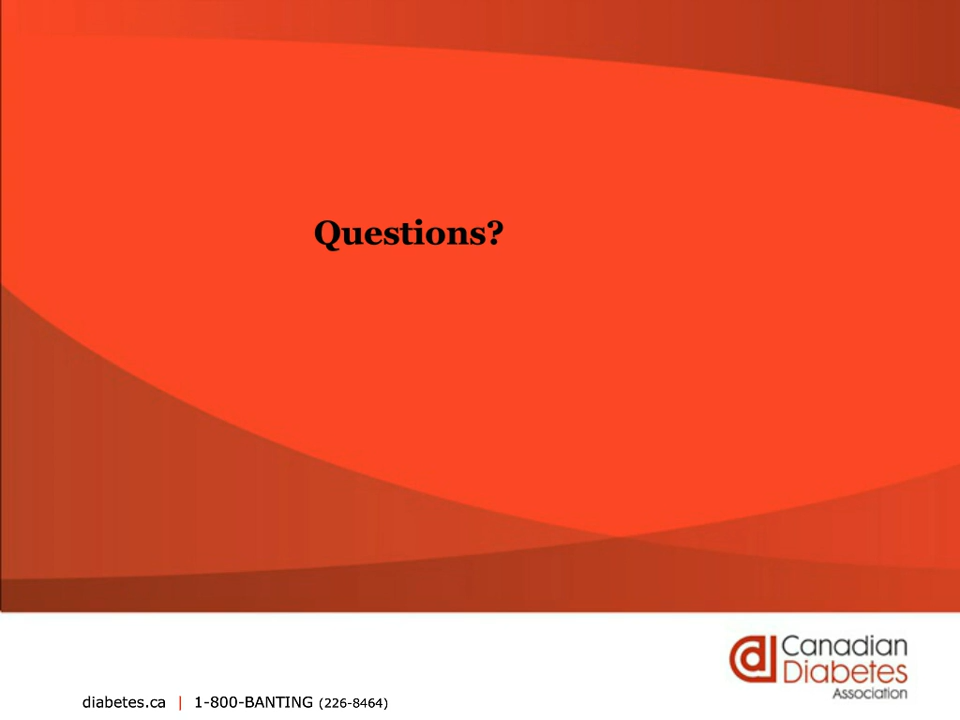 Questions?
Canadian
Diabetes
Association
diabetes.ca | 1-800-BANTING (226-8464)